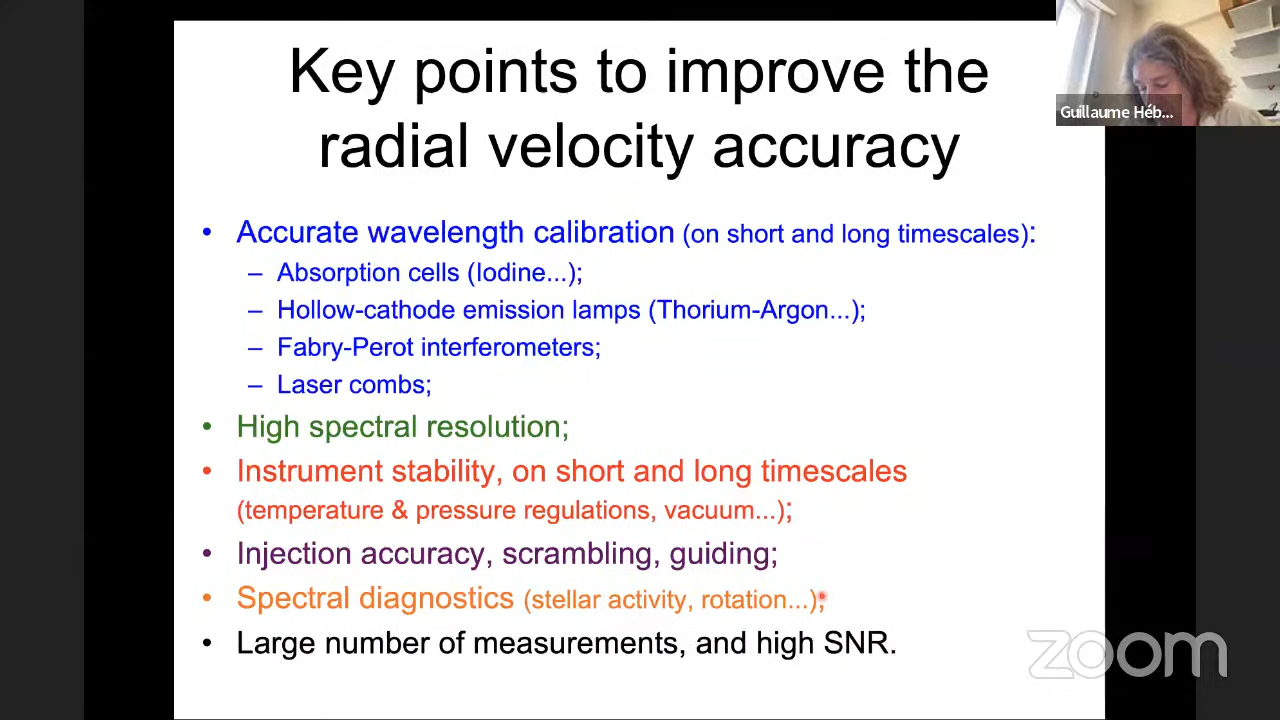 Key points to improve the
radial velocity accuracy
Guillaume Héb...
• Accurate wavelength calibration (on short and long timescales):
– Absorption cells (Iodine...);
– Hollow-cathode emission lamps (Thorium-Argon...);
– Fabry-Perot interferometers;
– Laser combs;
• High spectral resolution;
• Instrument stability, on short and long timescales
(temperature & pressure regulations, vacuum...);
• Injection accuracy, scrambling, guiding;
• Spectral diagnostics (stellar activity, rotation...);
• Large number of measurements, and high SNR.
zoom